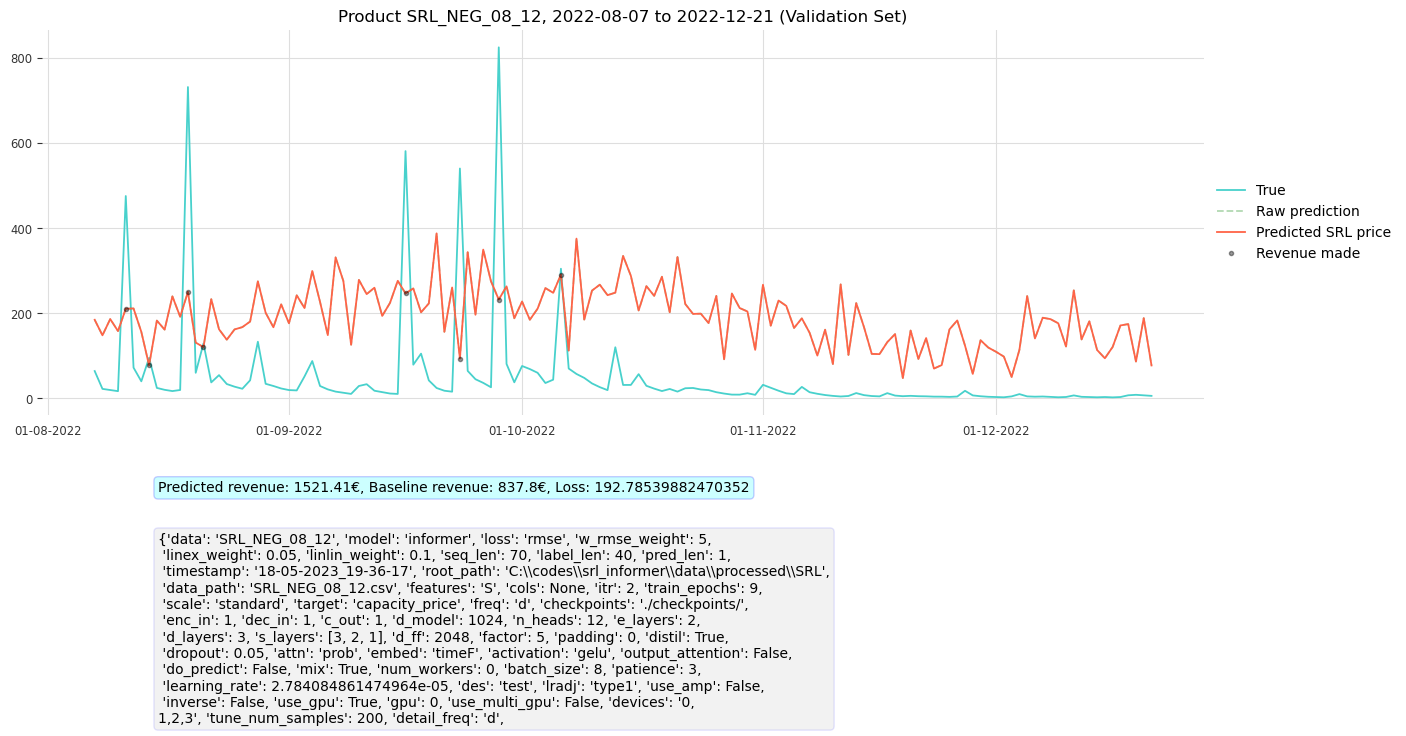 Product SRL_NEG_08_12, 2022-08-07 to 2022-12-21 (Validation Set)
800
600
400
200
0
01-08-2022
01-09-2022
01-10-2022
01-11-2022
01-12-2022
True
Raw prediction
Predicted SRL price
Revenue made
Predicted revenue: 1521.41€, Baseline revenue: 837.8€, Loss: 192.78539882470352
{'data': 'SRL_NEG_08_12', 'model': 'informer', 'loss': 'rmse', 'w_rmse_weight': 5,
'linex_weight': 0.05, 'linlin_weight': 0.1, 'seq_len': 70, 'label_len': 40, 'pred_len': 1,
'timestamp': '18-05-2023_19-36-17', 'root_path': 'C:\\codes\\srl_informer\\data\\processed\\SRL',
'data_path': 'SRL_NEG_08_12.csv', 'features': 'S', 'cols': None, 'itr': 2, 'train_epochs': 9,
'scale': 'standard', 'target': 'capacity_price', 'freq': 'd', 'checkpoints': './checkpoints/',
'enc_in': 1, 'dec_in': 1, 'c_out': 1, 'd_model': 1024, 'n_heads': 12, 'e_layers': 2,
'd_layers': 3, 's_layers': [3, 2, 1], 'd_ff': 2048, 'factor': 5, 'padding': 0, 'distil': True,
'dropout': 0.05, 'attn': 'prob', 'embed': 'timeF', 'activation': 'gelu', 'output_attention': False,
'do_predict': False, 'mix': True, 'num_workers': 0, 'batch_size': 8, 'patience': 3,
'learning_rate': 2.784084861474964e-05, 'des': 'test', 'lradj': 'type1', 'use_amp': False,
'inverse': False, 'use_gpu': True, 'gpu': 0, 'use_multi_gpu': False, 'devices': '0,
1,2,3', 'tune_num_samples': 200, 'detail_freq': 'd',